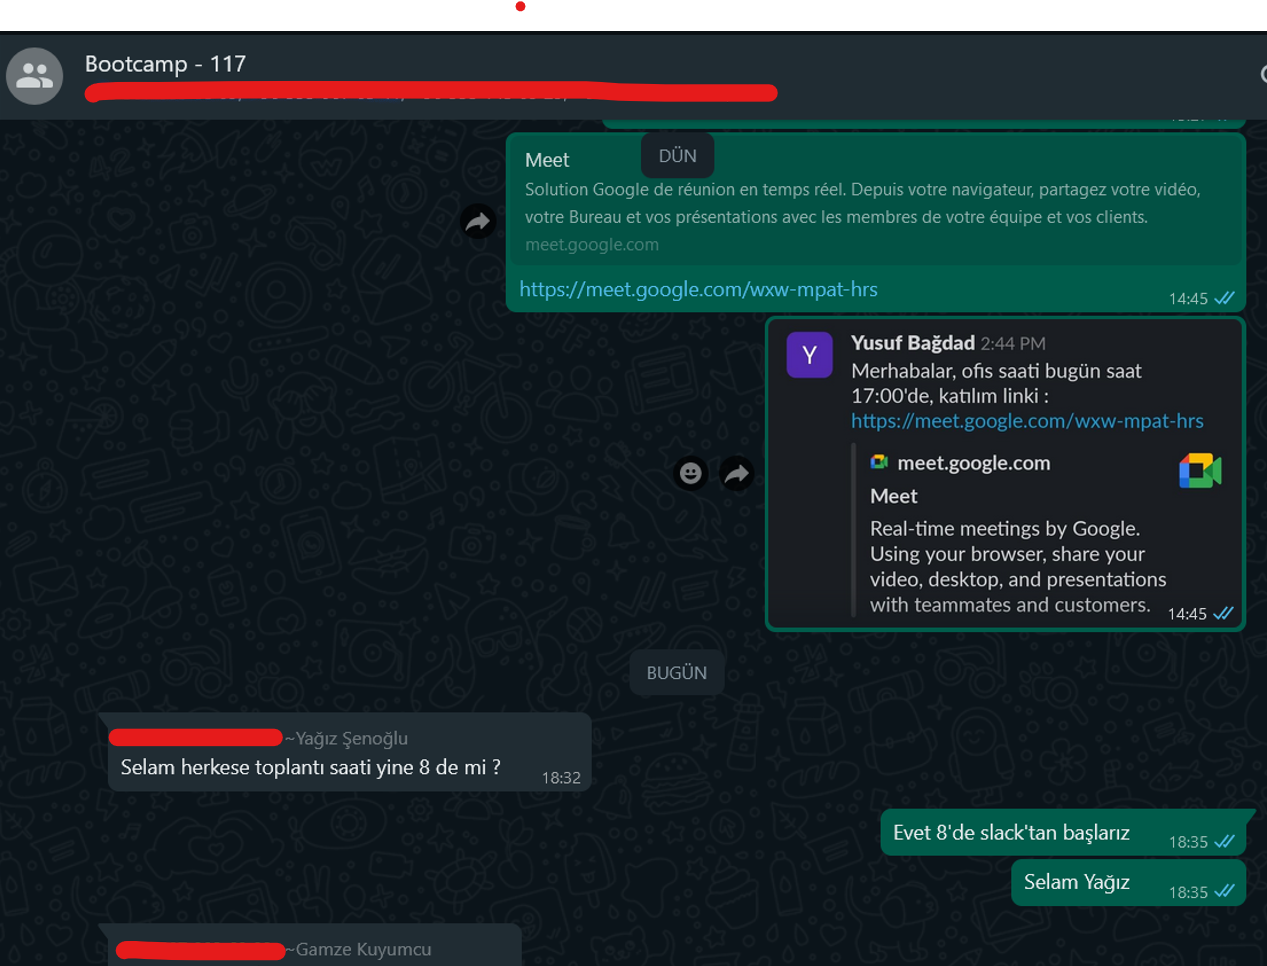 Bootcamp - 117
DÜN
Meet
Solution Google de réunion en temps réel. Depuis votre navigateur, partagez votre vidéo,
votre Bureau et vos présentations avec les membres de votre équipe et vos clients.
meet.google.com
https://meet.google.com/wxw-mpat-hrs
14:45
Y
Yusuf Bağdad 2:44 PM
Merhabalar, ofis saati bugün saat
17:00'de, katılım linki :
https://meet.google.com/wxw-mpat-hrs
meet.google.com
Meet
Real-time meetings by Google.
Using your browser, share your
video, desktop, and presentations
with teammates and customers.
14:45
BUGÜN
~Yağız Şenoğlu
Selam herkese toplantı saati yine 8 de mi ?
18:32
Evet 8'de slack'tan başlarız
18:35
Selam Yağız
18:35
~Gamze Kuyumcu